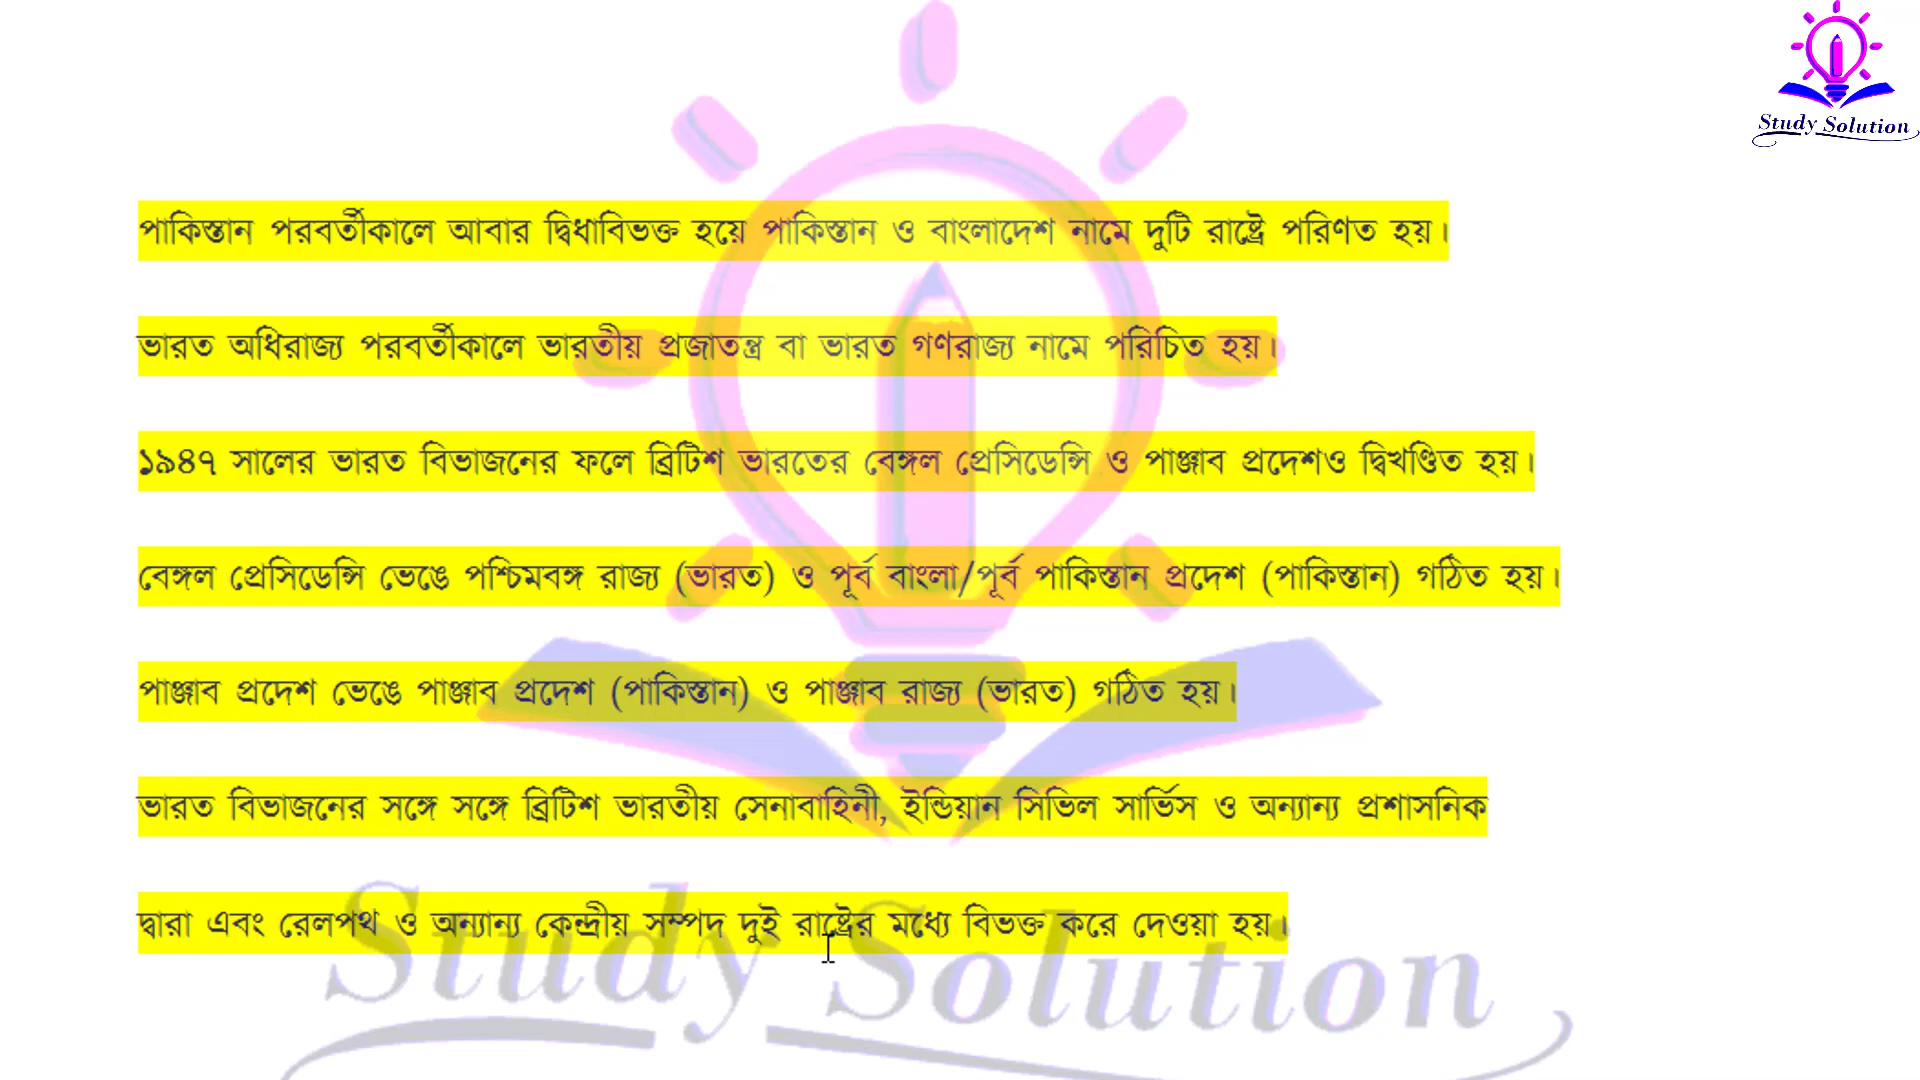 Study Solution
পাকিস্তান পরবর্তীকালে আবার দ্বিধাবিভক্ত হয়ে পাকিস্তান ও বাংলাদেশ নামে দুটি রাষ্ট্রে পরিণত হয়।
ভারত অধিরাজ্য পরবর্তীকালে ভারতীয় প্রজাতন্ত্র বা ভারত গণরাজ্য নামে পরিচিত হয়।
১৯৪৭ সালের ভারত বিভাজনের ফলে ব্রিটিশ ভারতের বেঙ্গল প্রেসিডেন্সি ও পাঞ্জাব প্রদেশও দ্বিখণ্ডিত হয়।
বেঙ্গল প্রেসিডেন্সি ভেঙে পশ্চিমবঙ্গ রাজ্য (ভারত) ও পূর্ব বাংলা/পূর্ব পাকিস্তান প্রদেশ (পাকিস্তান) গঠিত হয়।
পাঞ্জাব প্রদেশ ভেঙে পাঞ্জাব প্রদেশ (পাকিস্তান) ও পাঞ্জাব রাজ্য (ভারত) গঠিত হয়।
ভারত বিভাজনের সঙ্গে সঙ্গে ব্রিটিশ ভারতীয় সেনাবাহিনী, ইন্ডিয়ান সিভিল সার্ভিস ও অন্যান্য প্রশাসনিক
দ্বারা এবং রেলপথ ও অন্যান্য কেন্দ্রীয় সম্পদ দুই রাষ্ট্রের মধ্যে বিভক্ত করে দেওয়া হয়।
Study Solution